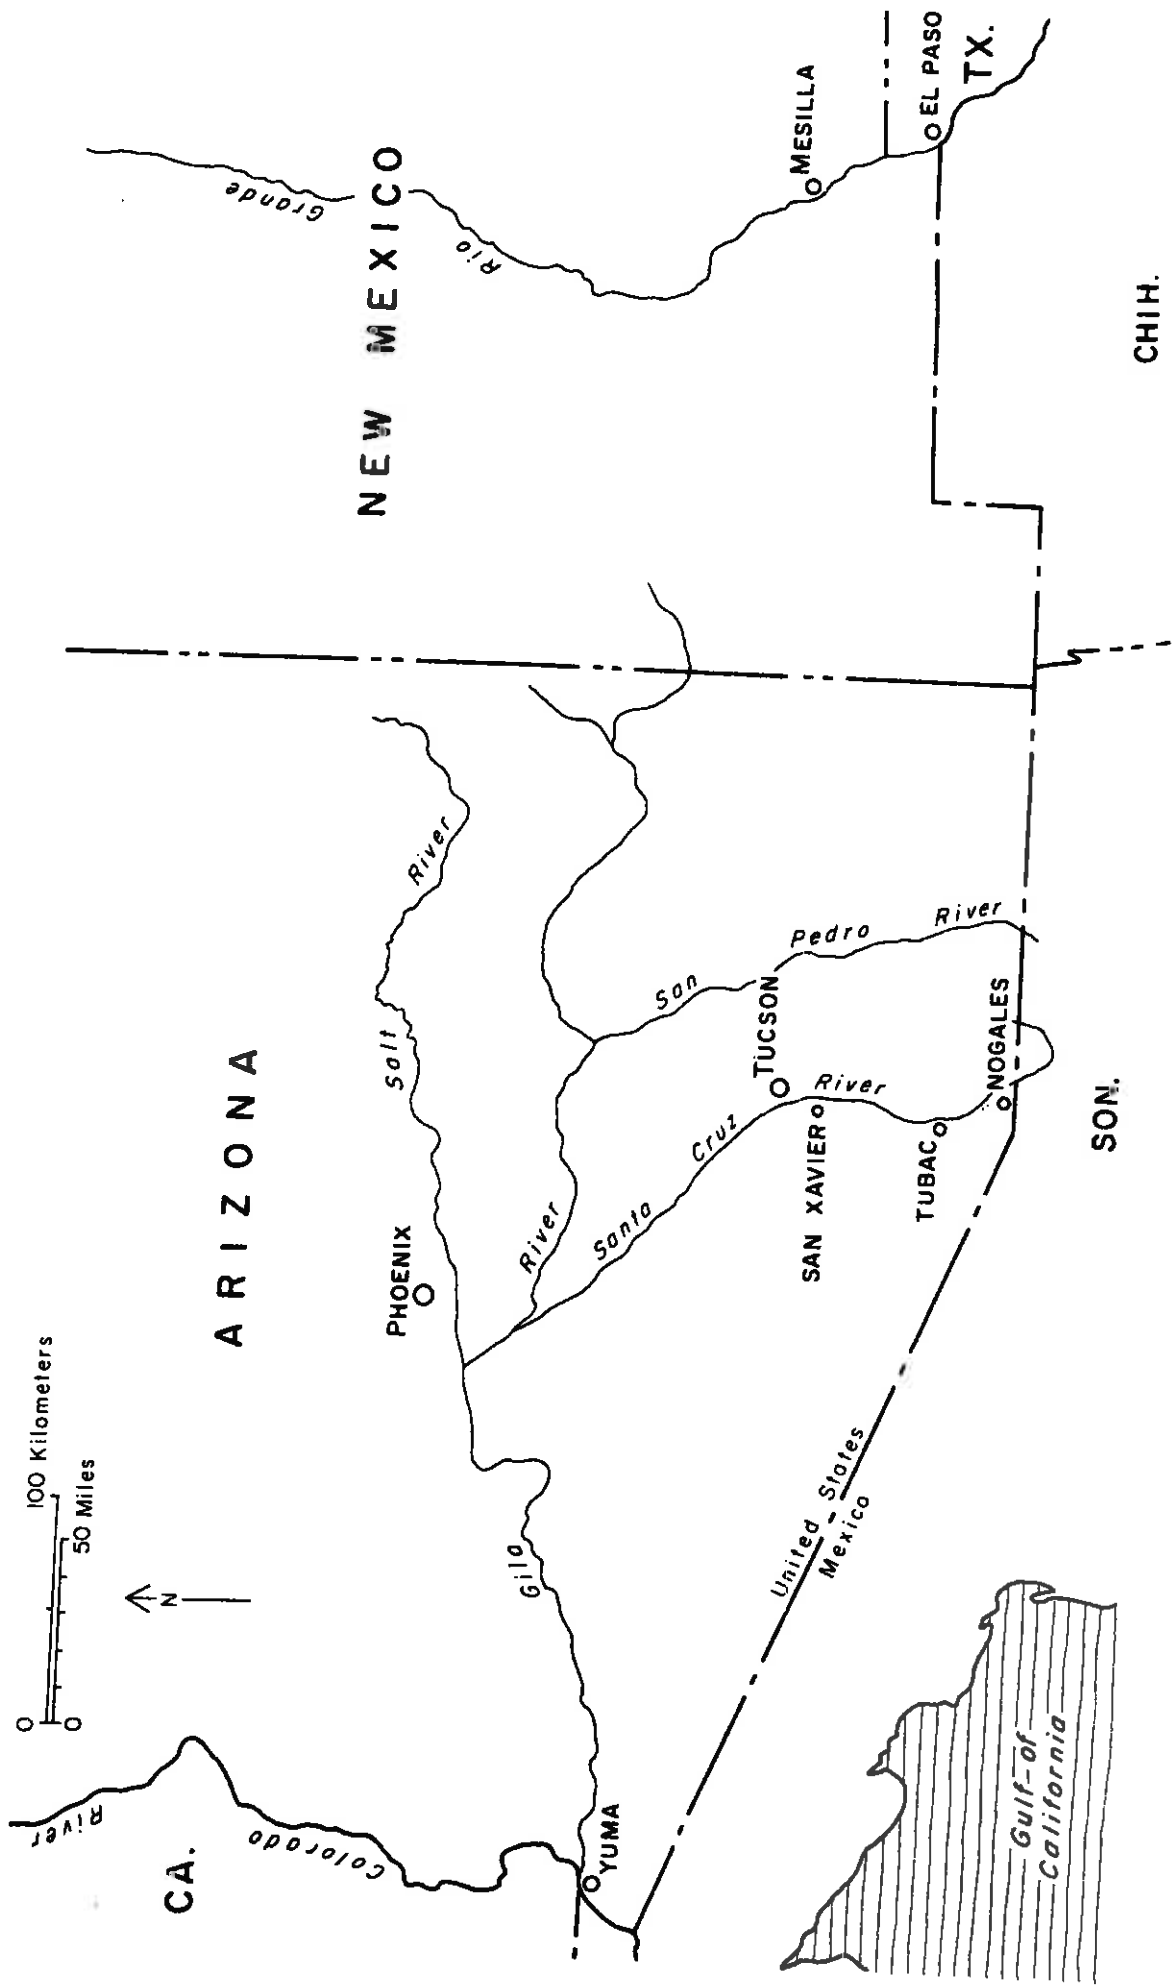 0 100 Kilometers
0 50 Miles
N
River
Colorado
CA.
ARIZONA
NEW MEXICO
Rio Grande
PHOENIX
Salt River
Gila River
Santa Cruz River
San Pedro River
YUMA
TUCSON
SAN XAVIER
TUBAC
NOGALES
MESILLA
EL PASO
TX.
United States
Mexico
Gulf of
California
SON.
CHIH.